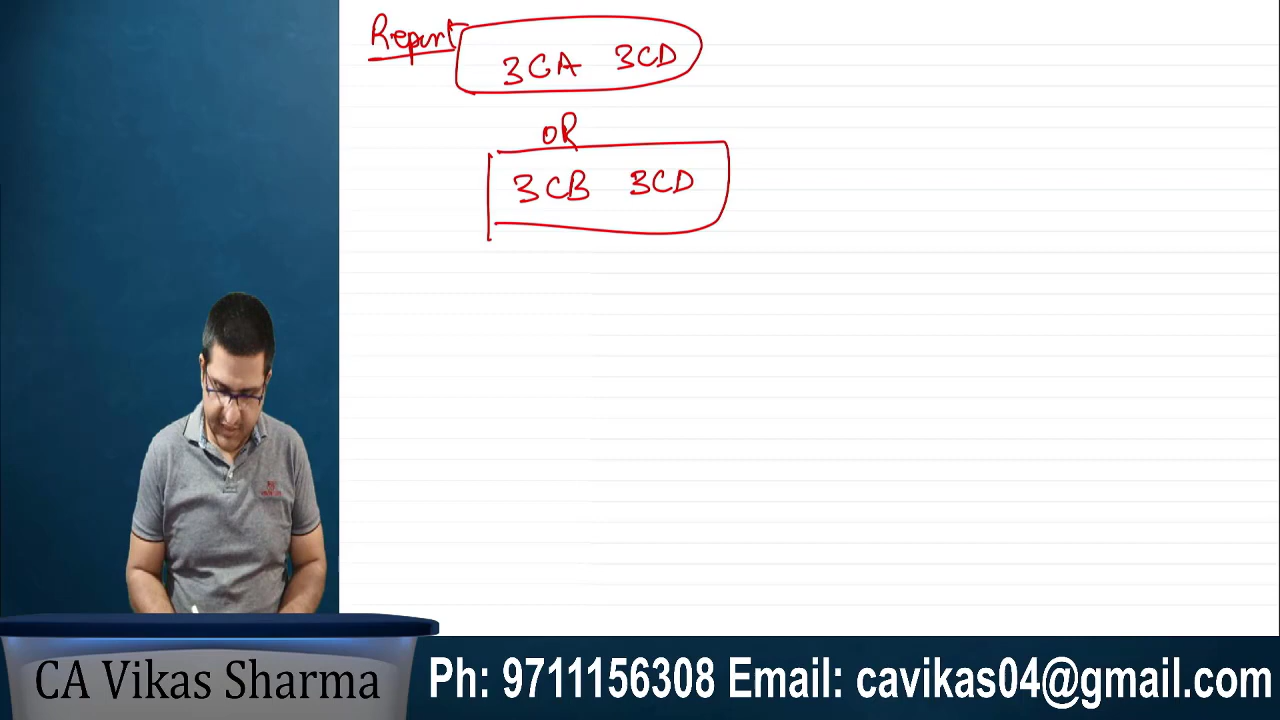 Report 3CA 3CD
OR
3CB 3CD
CA Vikas Sharma
Ph: 9711156308 Email: cavikas04@gmail.com